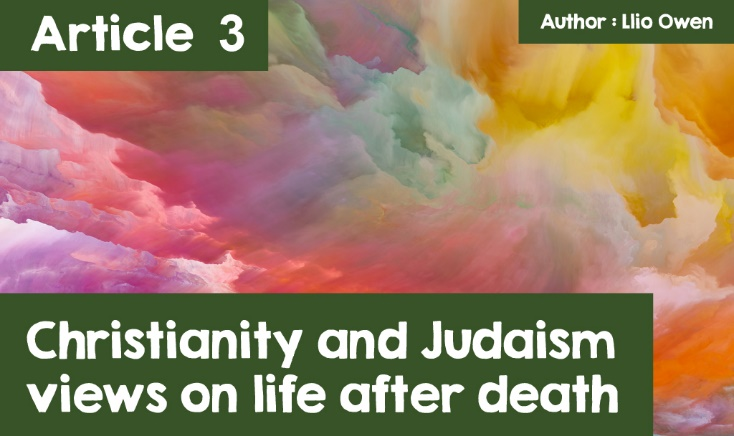 Article 3
Author : Llio Owen
Christianity and Judaism
views on life after death